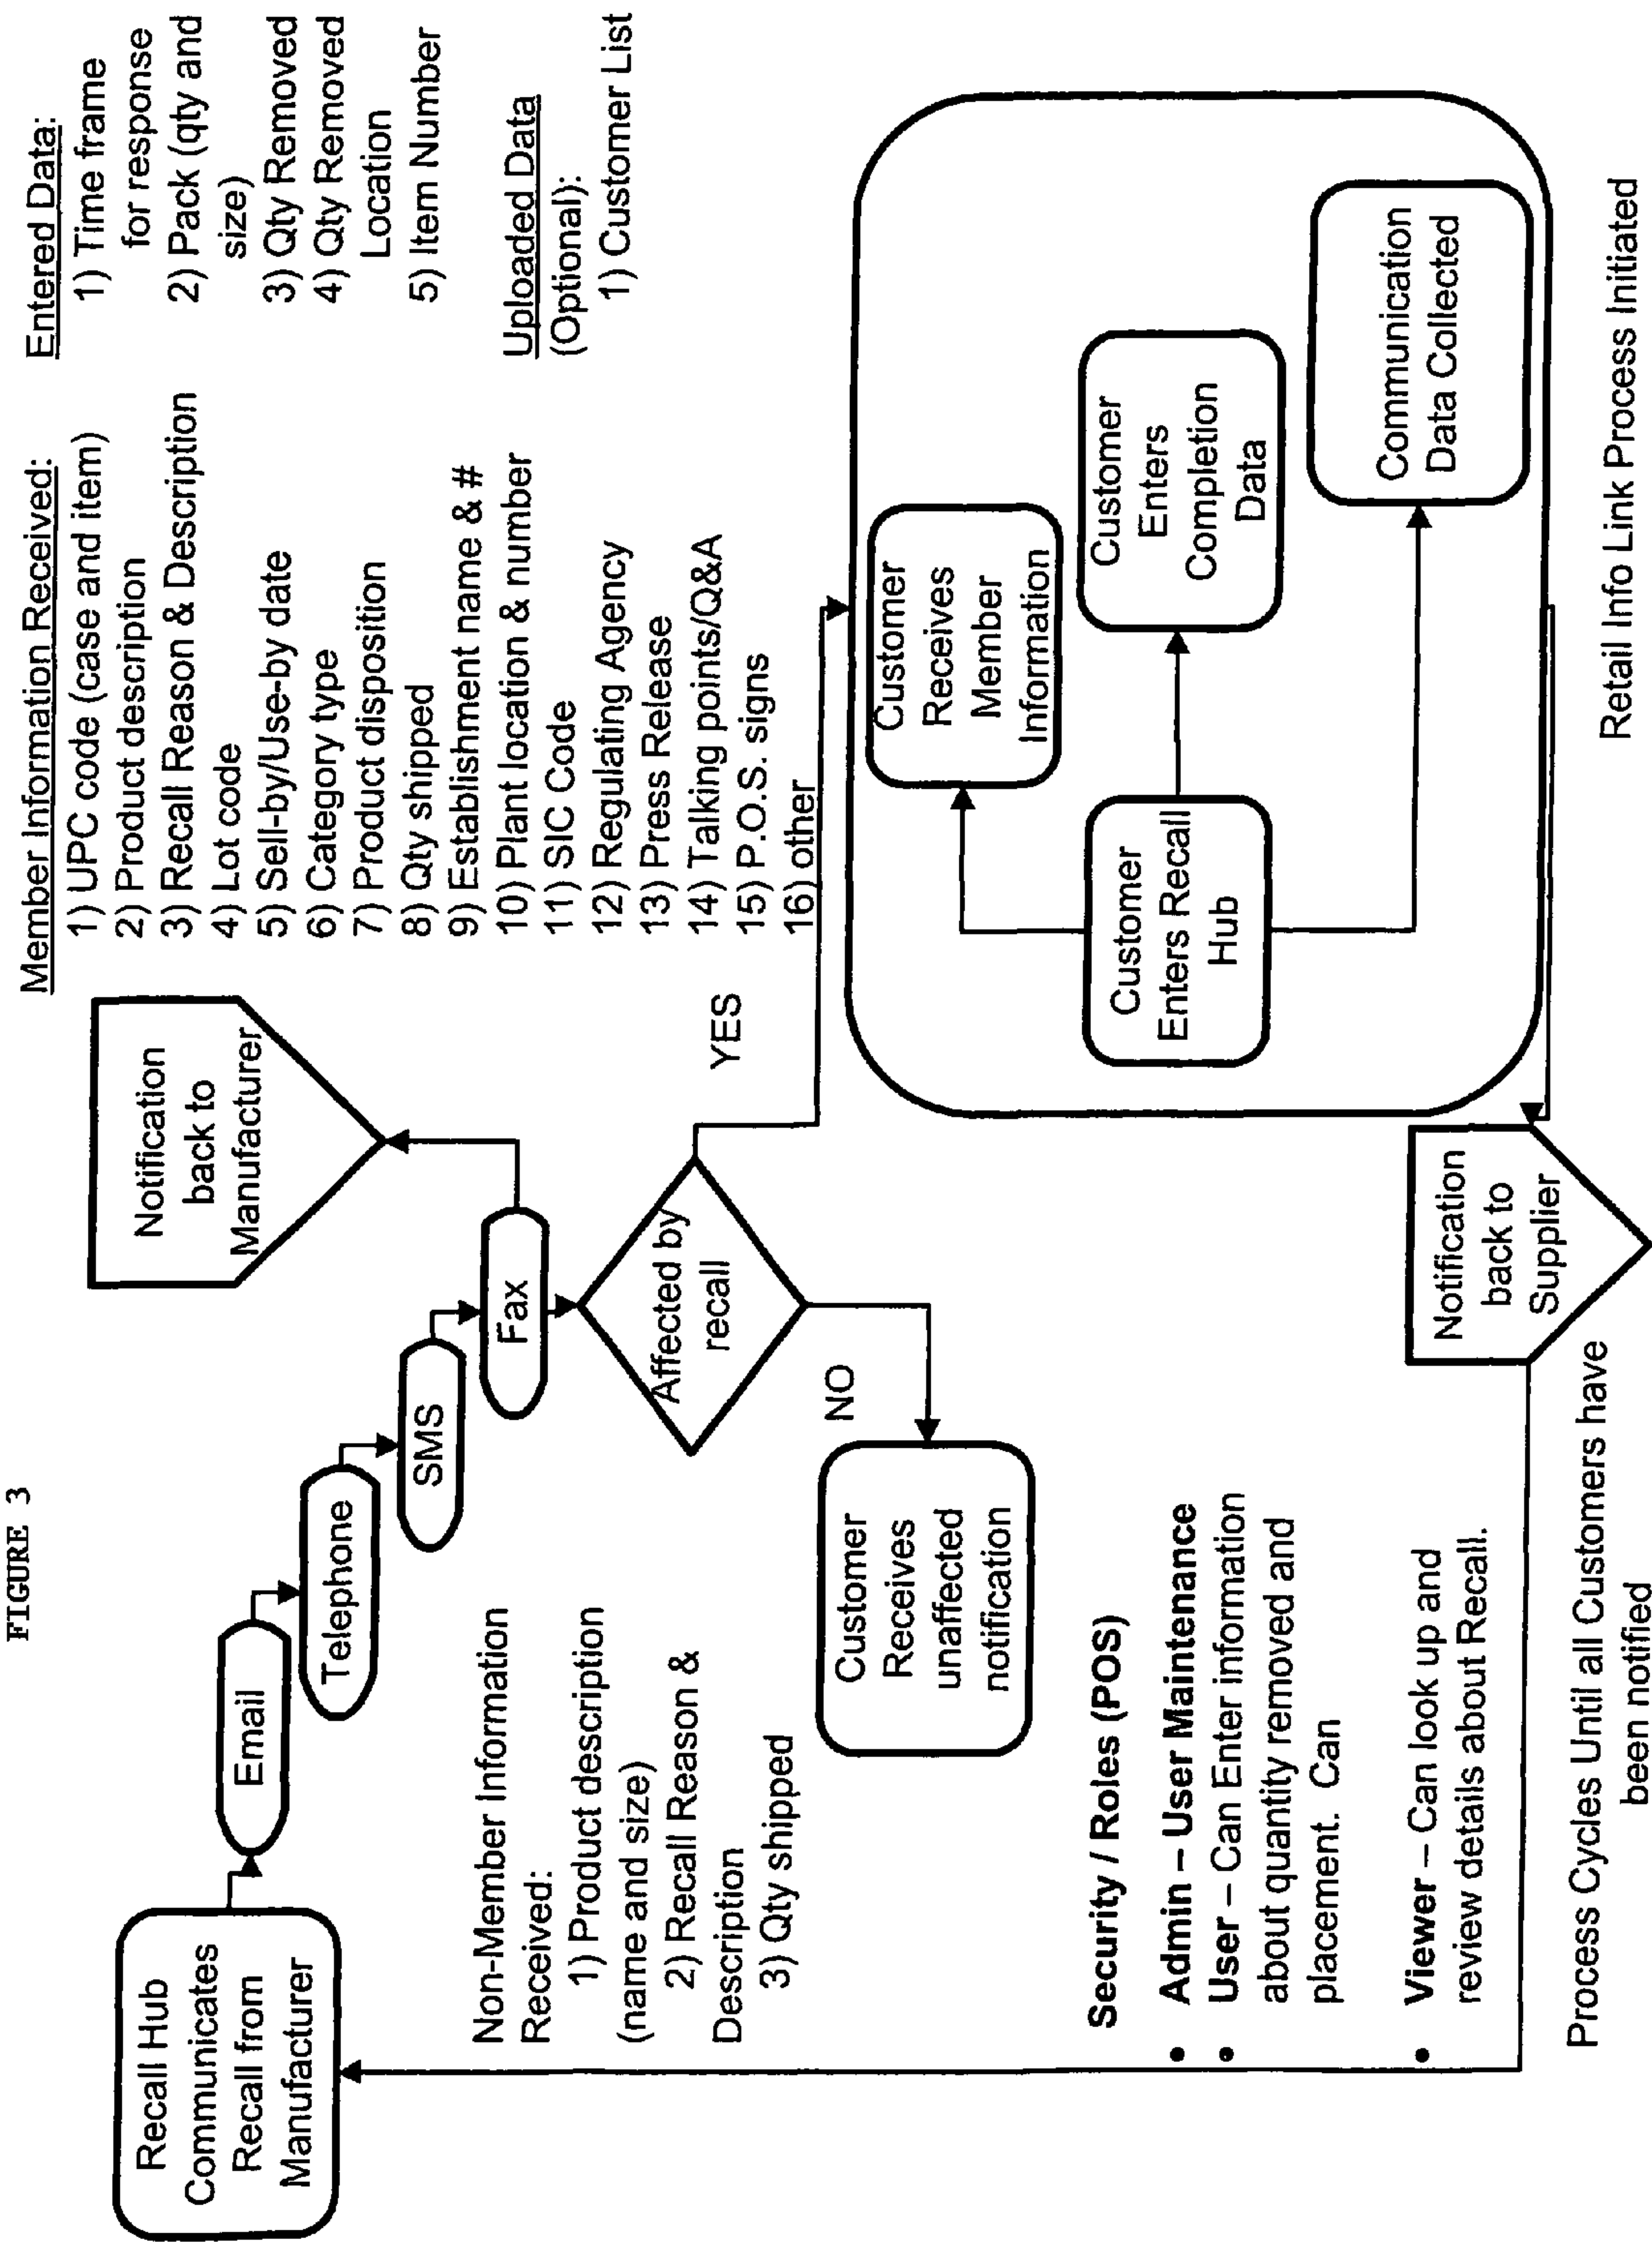 FIGURE 3
Recall Hub
Communicates
Recall from
Manufacturer
Email
Telephone
SMS
Fax
Notification
back to
Manufacturer
Member Information Received:
1) UPC code (case and item)
2) Product description
3) Recall Reason & Description
4) Lot code
5) Sell-by/Use-by date
6) Category type
7) Product disposition
8) Qty shipped
9) Establishment name & #
10) Plant location & number
11) SIC Code
12) Regulating Agency
13) Press Release
14) Talking points/Q&A
15) P.O.S. signs
16) other
Entered Data:
1) Time frame
for response
2) Pack (qty and
size)
3) Qty Removed
4) Qty Removed
Location
5) Item Number
Uploaded Data
(Optional):
1) Customer List
Non-Member Information
Received:
1) Product description
(name and size)
2) Recall Reason &
Description
3) Qty shipped
Affected by
recall
YES
NO
Customer
Receives
unaffected
notification
Customer
Enters Recall
Hub
Customer
Receives
Member
Information
Customer
Enters
Completion
Data
Communication
Data Collected
Security / Roles (POS)
• Admin – User Maintenance
• User – Can Enter information
about quantity removed and
placement. Can
• Viewer – Can look up and
review details about Recall.
Notification
back to
Supplier
Process Cycles Until all Customers have
been notified
Retail Info Link Process Initiated